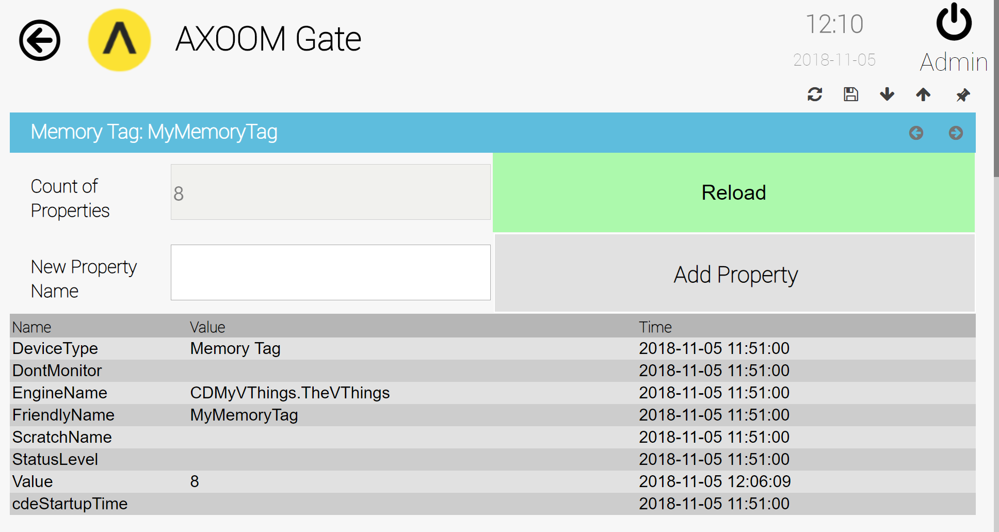 AXOOM Gate
12:10
2018-11-05
Admin
Memory Tag: MyMemoryTag
Count of
Properties
8
Reload
New Property
Name
Add Property
Name Value Time
DeviceType Memory Tag 2018-11-05 11:51:00
DontMonitor 2018-11-05 11:51:00
EngineName CDMyVThings.TheVThings 2018-11-05 11:51:00
FriendlyName MyMemoryTag 2018-11-05 11:51:00
ScratchName 2018-11-05 11:51:00
StatusLevel 2018-11-05 11:51:00
Value 8 2018-11-05 12:06:09
cdeStartupTime 2018-11-05 11:51:00